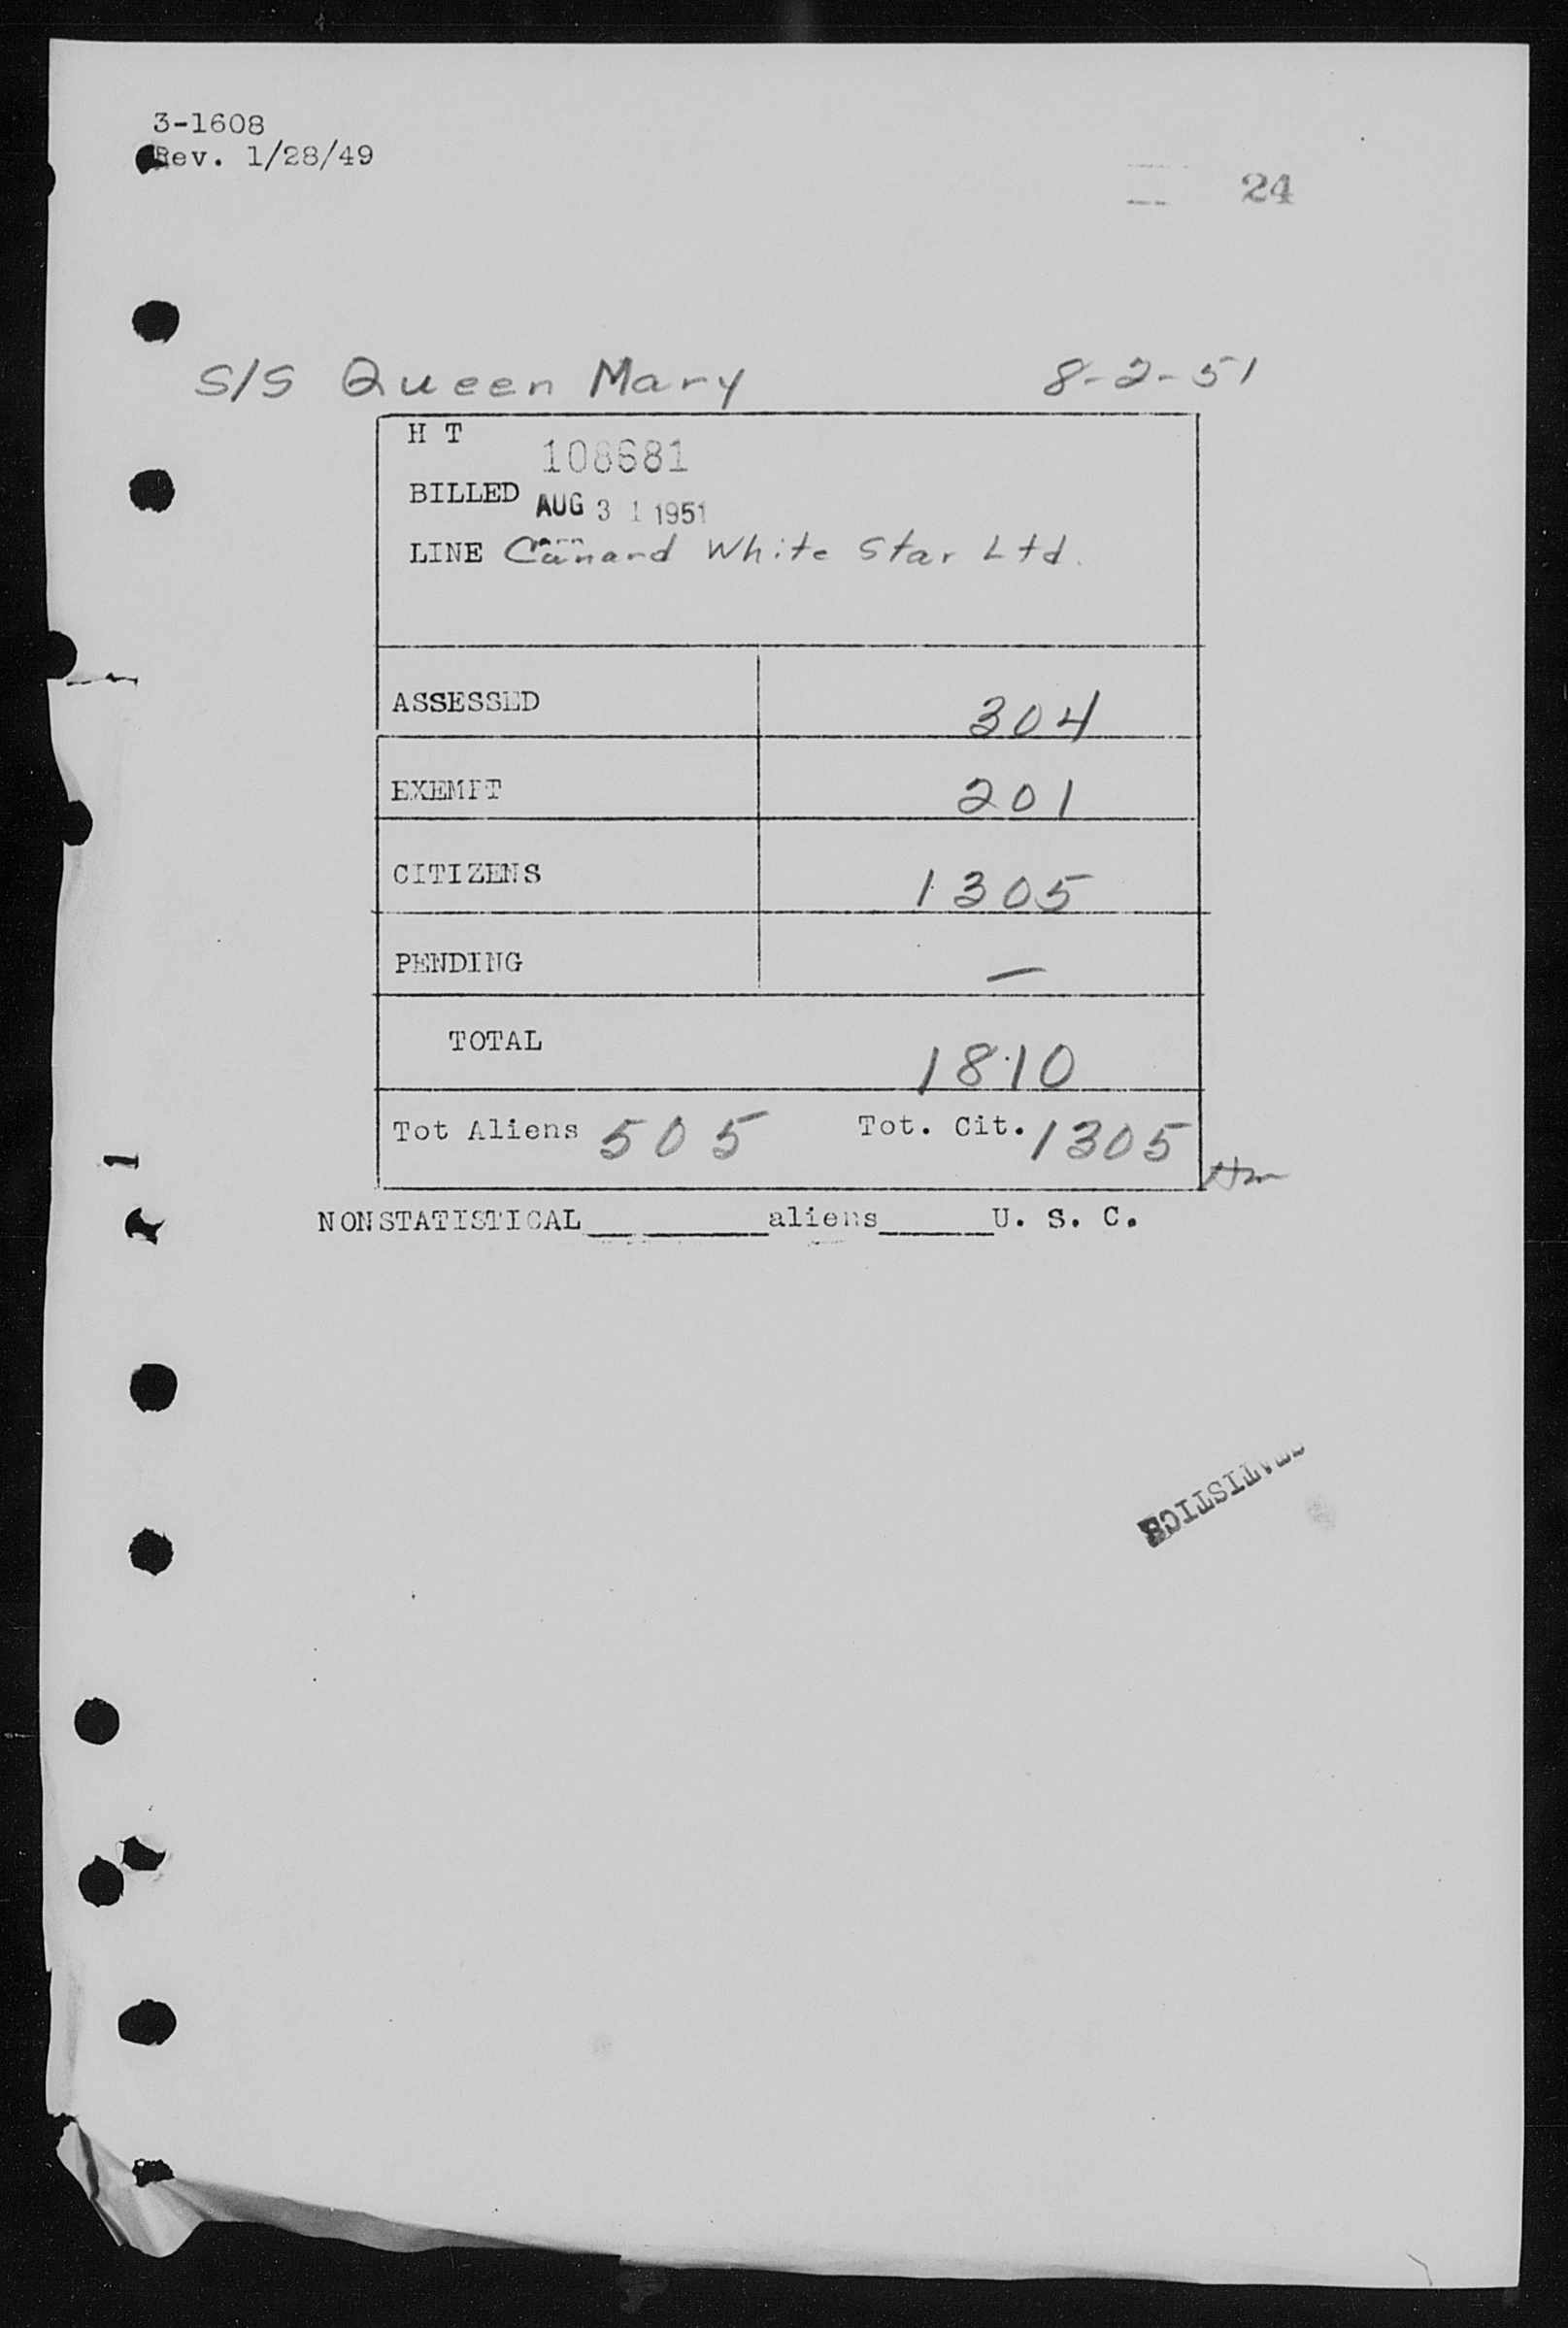 3-1608
Rev. 1/28/49
24
S/S Queen Mary 8-2-51
H T 108681
BILLED AUG 3 1 1951
LINE Cunard White Star Ltd.
ASSESSED 304
EXEMPT 201
CITIZENS 1305
PENDING —
TOTAL 1810
Tot Aliens 505 Tot. Cit. 1305
NONSTATISTICAL aliens U. S. C.
STATISTICS